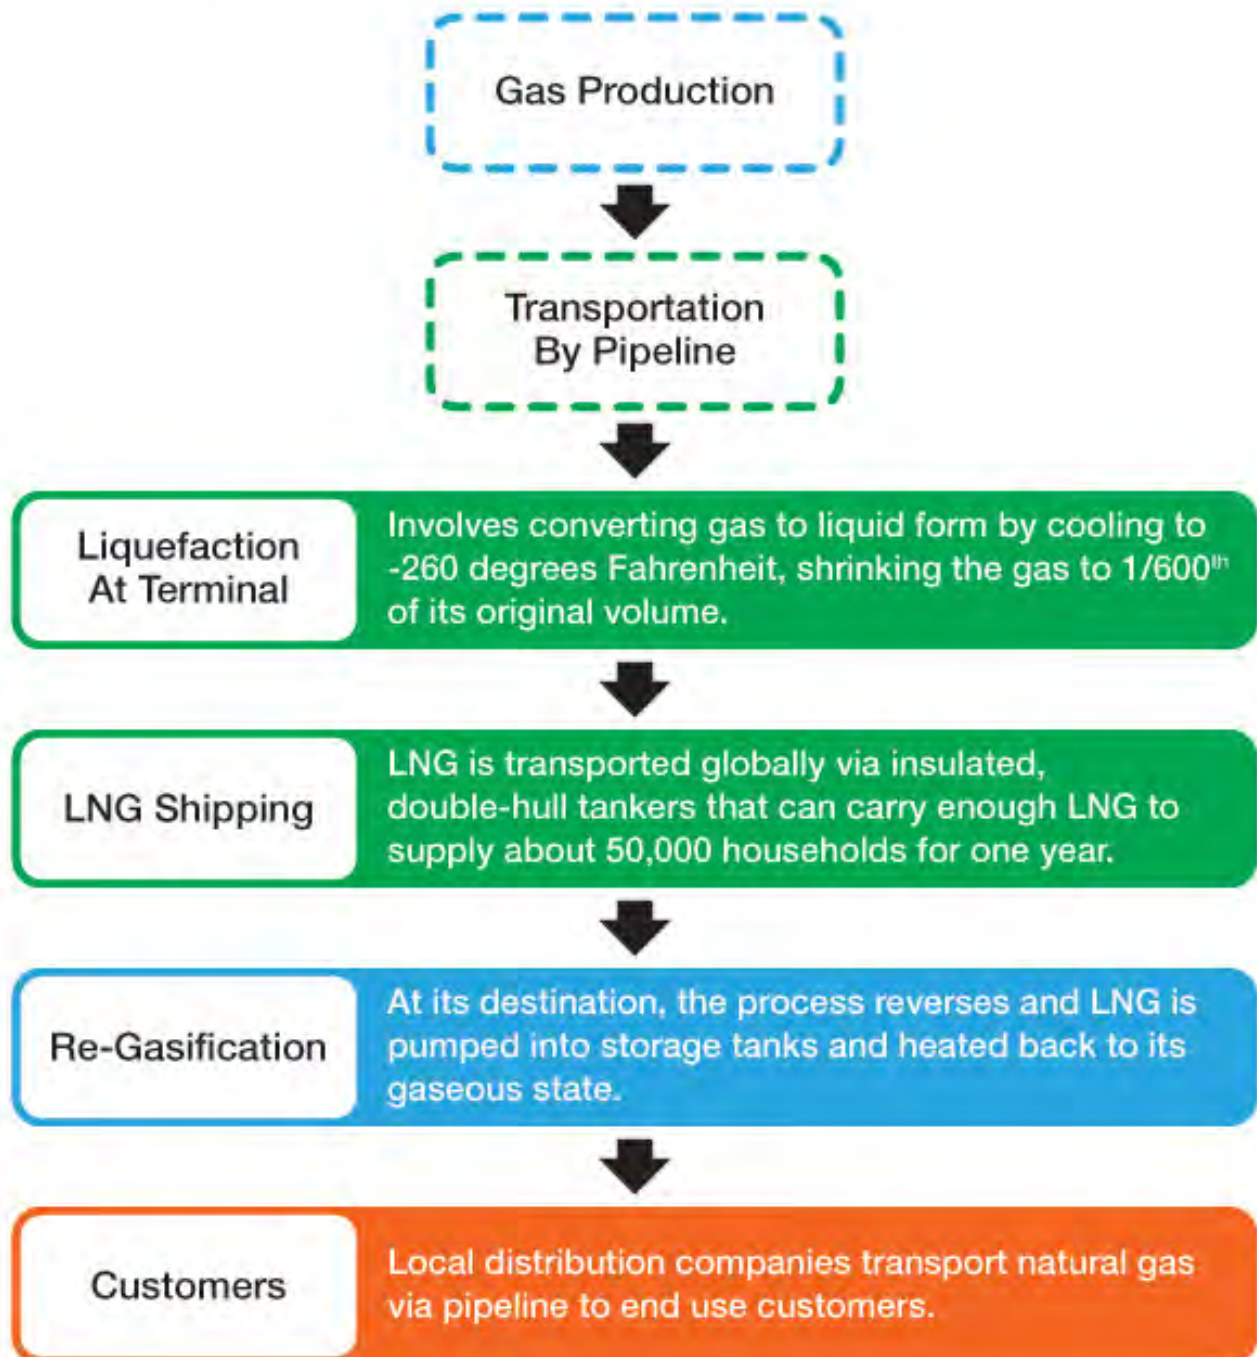 Gas Production
Transportation
By Pipeline
Liquefaction
At Terminal
Involves converting gas to liquid form by cooling to
-260 degrees Fahrenheit, shrinking the gas to 1/600th
of its original volume.
LNG Shipping
LNG is transported globally via insulated,
double-hull tankers that can carry enough LNG to
supply about 50,000 households for one year.
Re-Gasification
At its destination, the process reverses and LNG is
pumped into storage tanks and heated back to its
gaseous state.
Customers
Local distribution companies transport natural gas
via pipeline to end use customers.